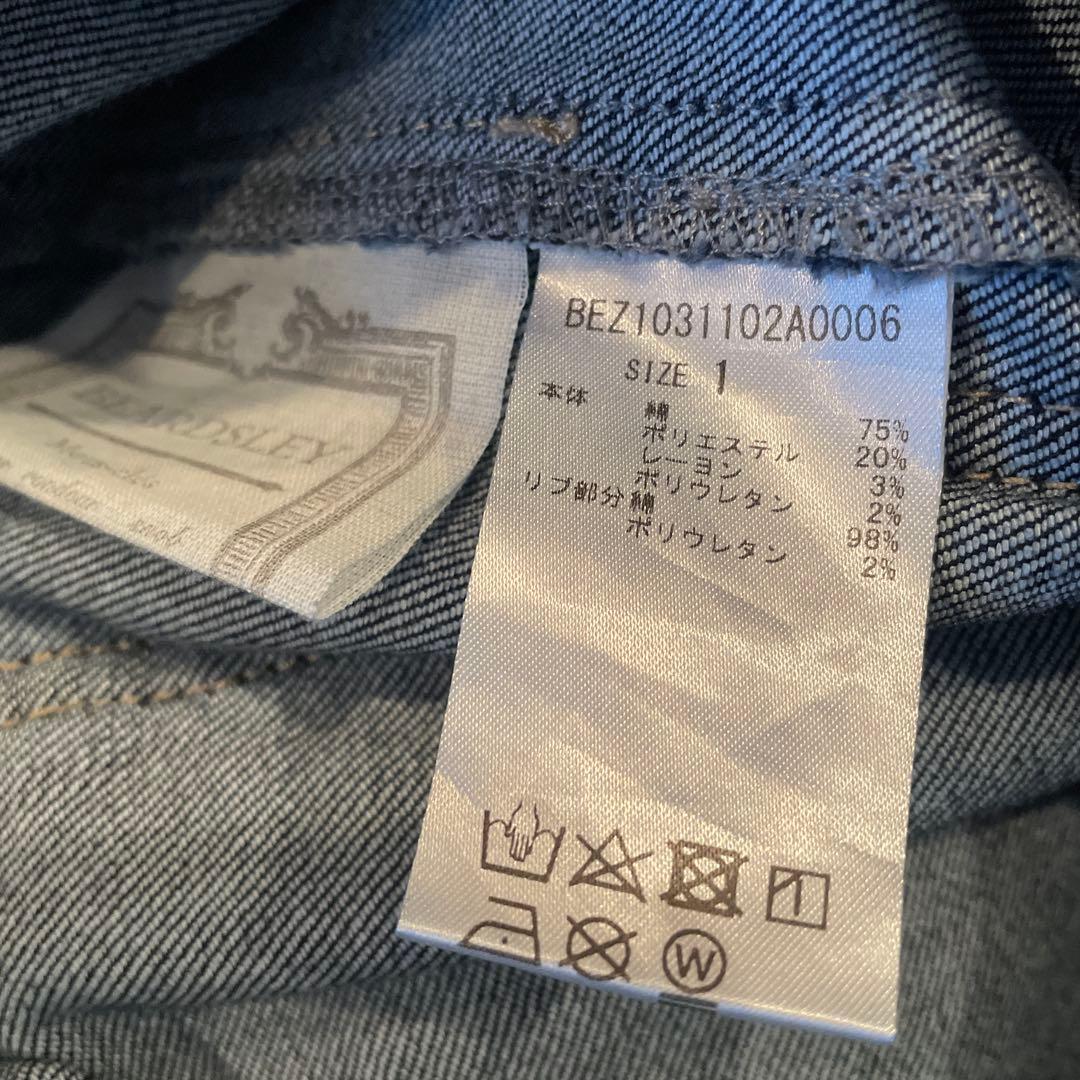 BEARDSLEY
BEZ1031102A0006
SIZE 1
本体 綿 75%
ポリエステル 20%
レーヨン 3%
ポリウレタン 2%
リブ部分 綿 98%
ポリウレタン 2%
W